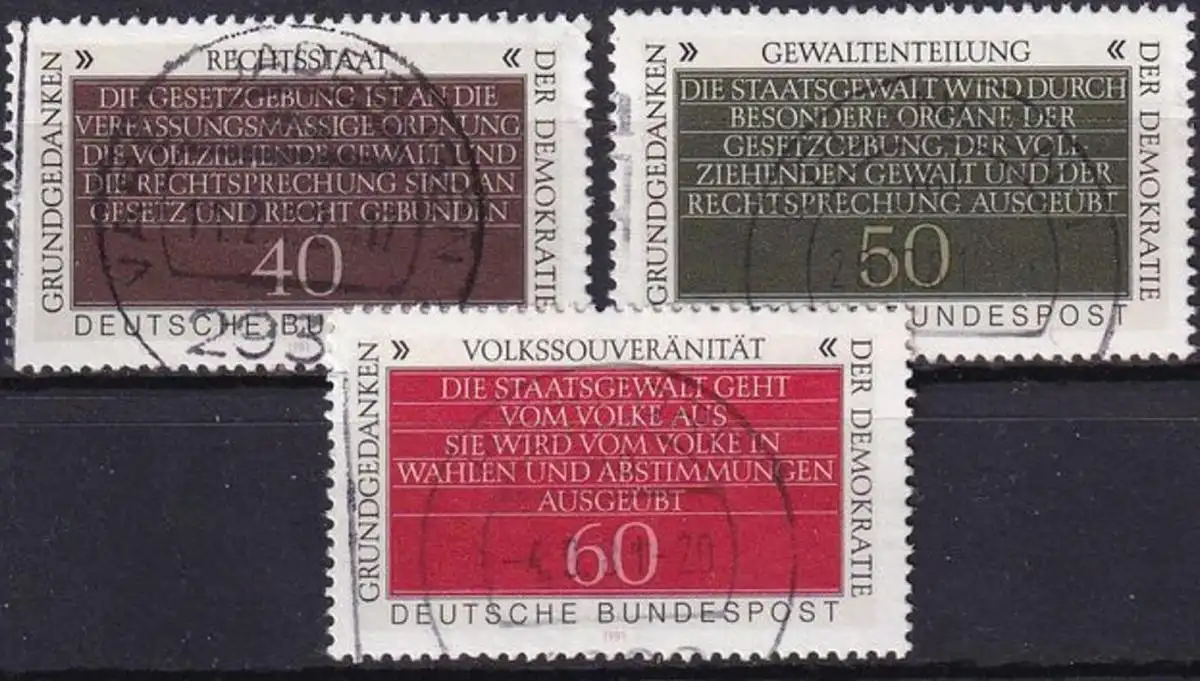 GRUNDGEDANKEN
» RECHTSSTAAT «
DIE GESETZGEBUNG IST AN DIE
VERFASSUNGSMÄSSIGE ORDNUNG
DIE VOLLZIEHENDE GEWALT UND
DIE RECHTSPRECHUNG SIND AN
GESETZ UND RECHT GEBUNDEN
40
DEUTSCHE BU
DER DEMOKRATIE
293
GRUNDGEDANKEN
» GEWALTENTEILUNG «
DIE STAATSGEWALT WIRD DURCH
BESONDERE ORGANE DER
GESETZGEBUNG, DER VOLL-
ZIEHENDEN GEWALT UND DER
RECHTSPRECHUNG AUSGEÜBT
50
UNDESPOST
DER DEMOKRATIE
GRUNDGEDANKEN
» VOLKSSOUVERÄNITÄT «
DIE STAATSGEWALT GEHT
VOM VOLKE AUS
SIE WIRD VOM VOLKE IN
WAHLEN UND ABSTIMMUNGEN
AUSGEÜBT
60
DEUTSCHE BUNDESPOST
1981
DER DEMOKRATIE